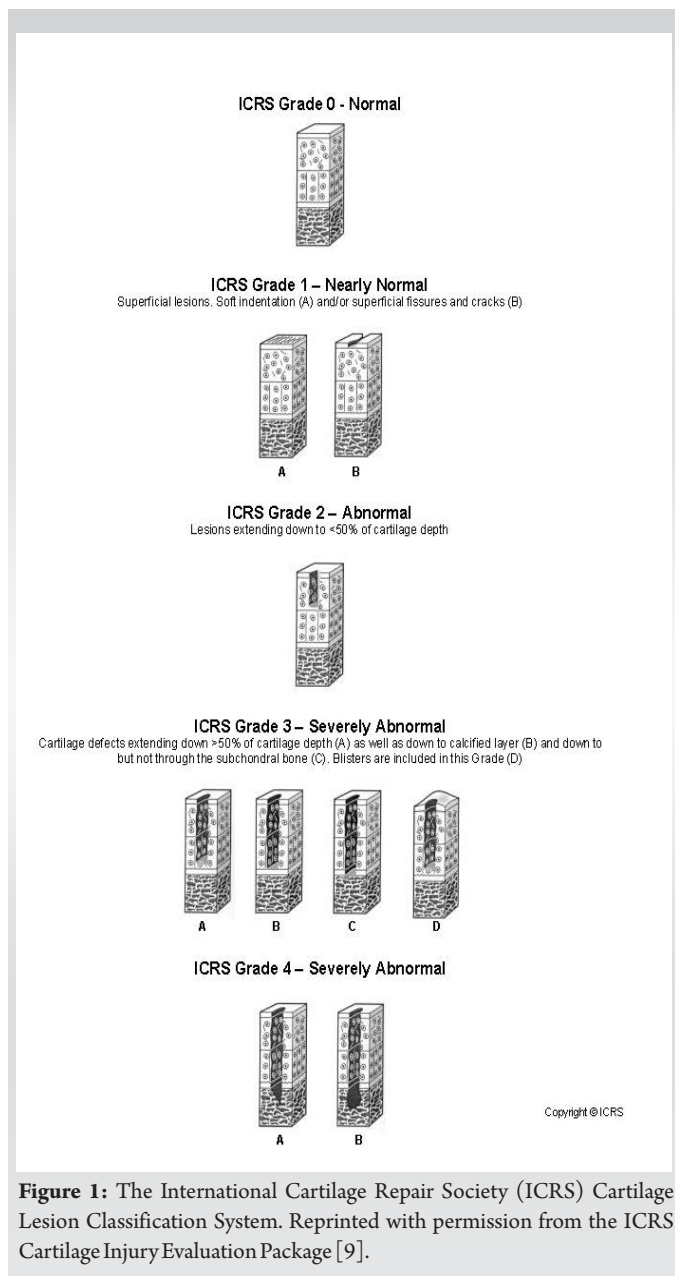 ICRS Grade 0 - Normal
ICRS Grade 1 – Nearly Normal
Superficial lesions. Soft indentation (A) and/or superficial fissures and cracks (B)
A B
ICRS Grade 2 – Abnormal
Lesions extending down to <50% of cartilage depth
ICRS Grade 3 – Severely Abnormal
Cartilage defects extending down >50% of cartilage depth (A) as well as down to calcified layer (B) and down to
but not through the subchondral bone (C). Blisters are included in this Grade (D)
A B C D
ICRS Grade 4 – Severely Abnormal
Copyright © ICRS
A B
Figure 1: The International Cartilage Repair Society (ICRS) Cartilage
Lesion Classification System. Reprinted with permission from the ICRS
Cartilage Injury Evaluation Package [9].